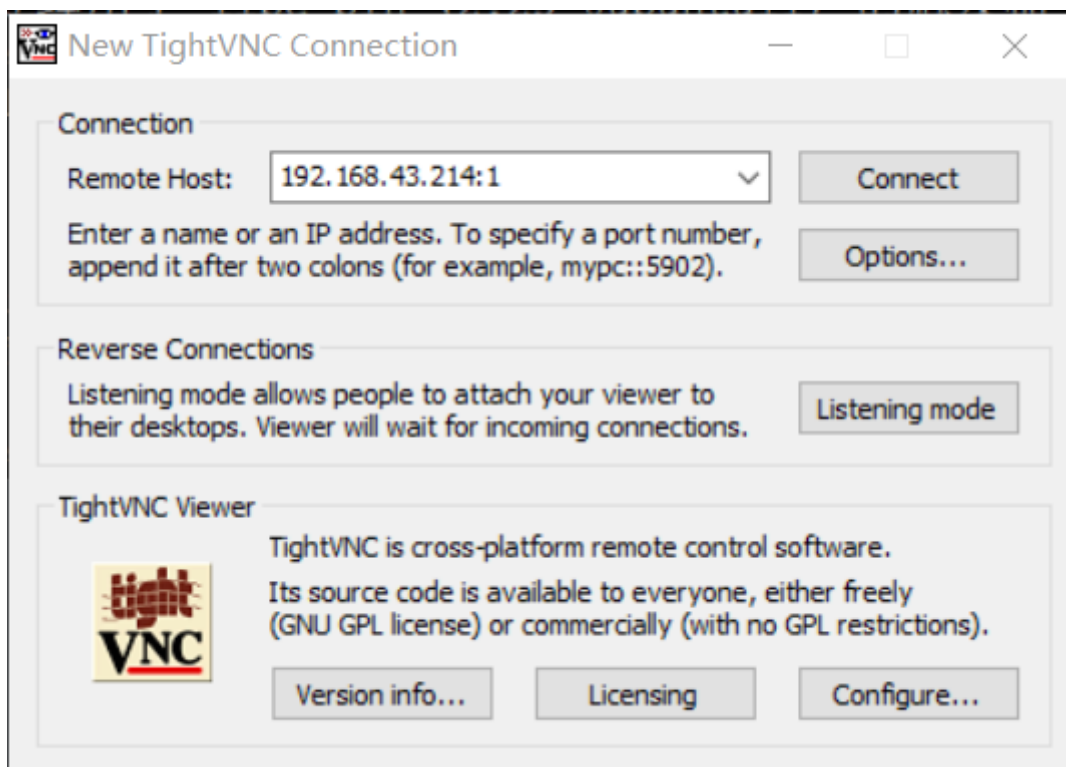 New TightVNC Connection
Connection
Remote Host: 192.168.43.214:1 Connect
Enter a name or an IP address. To specify a port number,
append it after two colons (for example, mypc::5902).
Options...
Reverse Connections
Listening mode allows people to attach your viewer to
their desktops. Viewer will wait for incoming connections.
Listening mode
TightVNC Viewer
tight
VNC
TightVNC is cross-platform remote control software.
Its source code is available to everyone, either freely
(GNU GPL license) or commercially (with no GPL restrictions).
Version info... Licensing Configure...